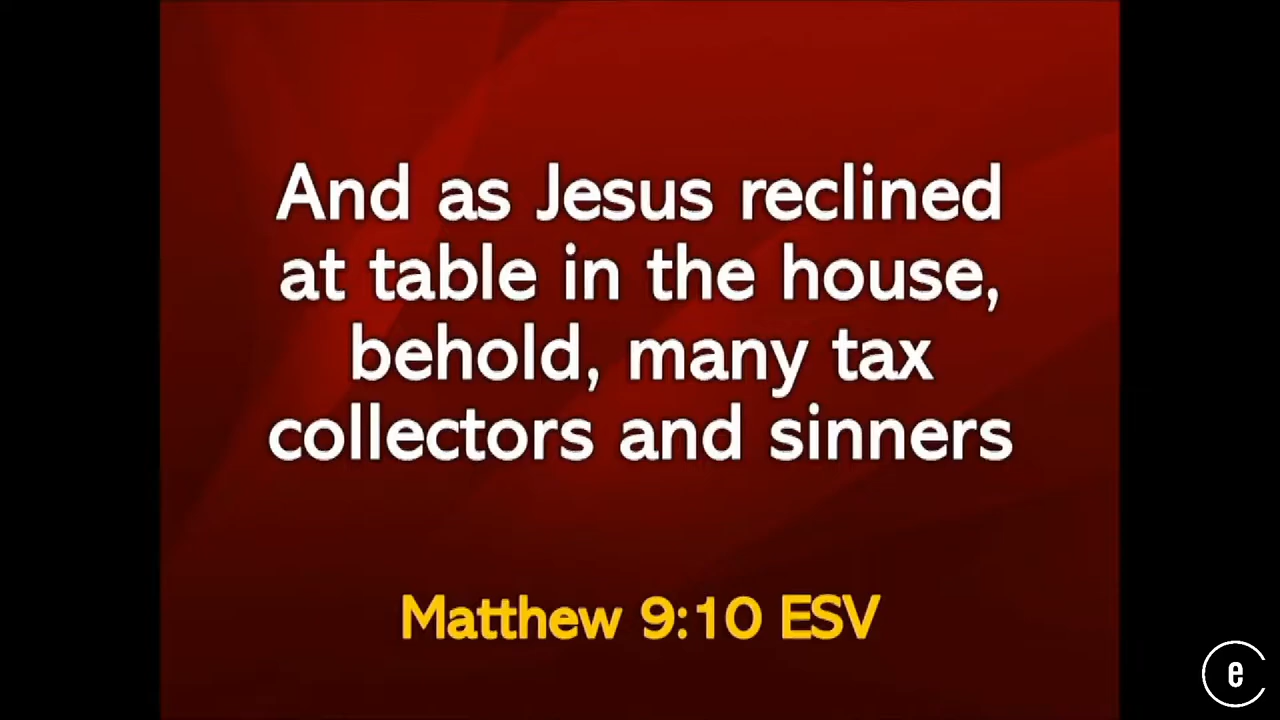 And as Jesus reclined
at table in the house,
behold, many tax
collectors and sinners
Matthew 9:10 ESV
e